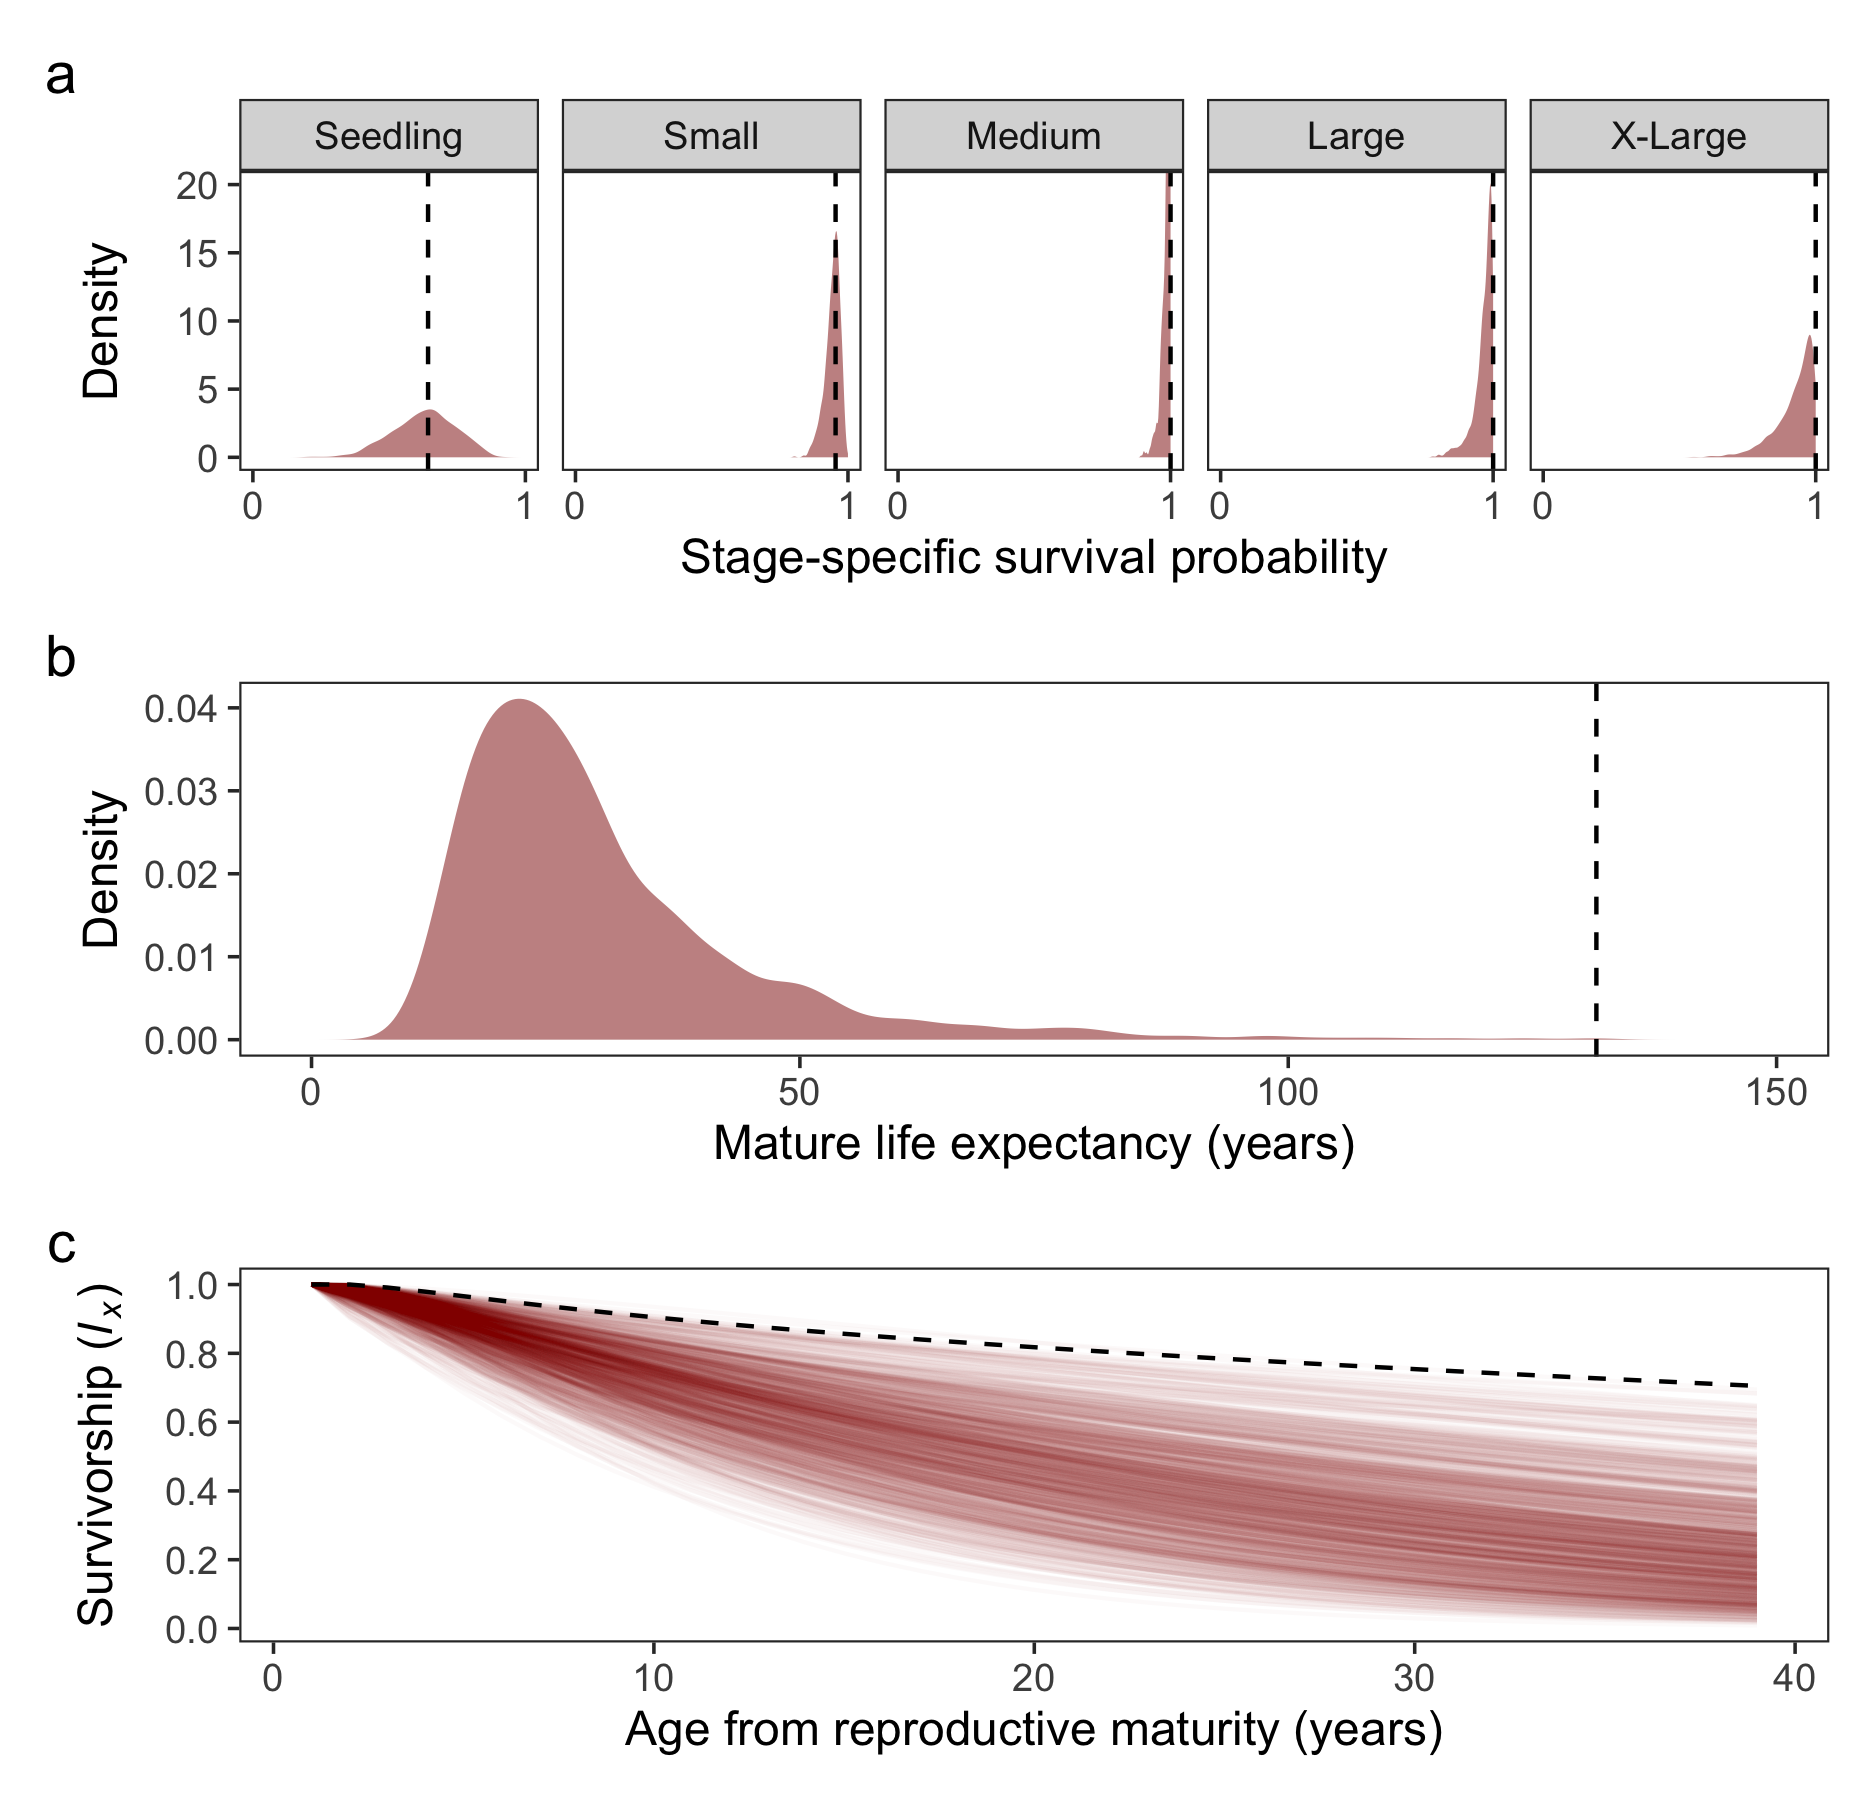 a
Seedling Small Medium Large X-Large
20
15
10
5
0
Density
0 1 0 1 0 1 0 1 0 1
Stage-specific survival probability
b
0.04
0.03
0.02
0.01
0.00
Density
0 50 100 150
Mature life expectancy (years)
c
1.0
0.8
0.6
0.4
0.2
0.0
Survivorship (lx)
0 10 20 30 40
Age from reproductive maturity (years)